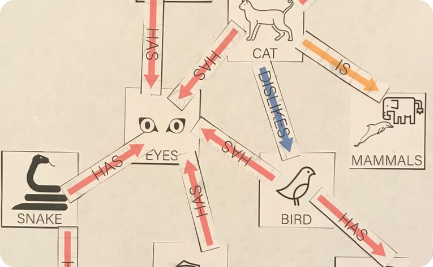 HAS
CAT
HAS
IS
DISLIKES
MAMMALS
EYES
HAS
HAS
SNAKE
BIRD
HAS
HAS